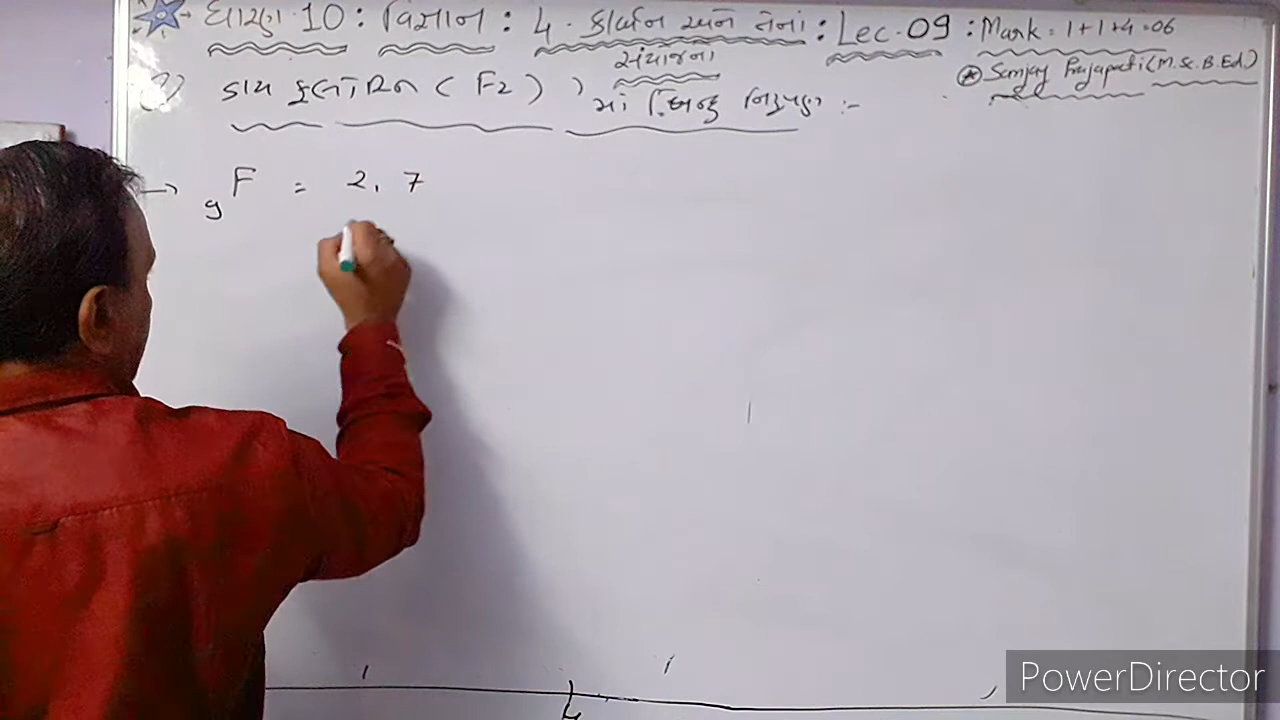 ધોરણ 10 : વિજ્ઞાન : 4. કાર્બન અને તેનાં : Lec. 09 : Mark = 1+1+4=06
સંયોજનો
* Sanjay Prajapati (M.Sc. B.Ed.)
(F2) માં બિન્દુ નિરૂપણ :-
→ 9 F = 2, 7
PowerDirector